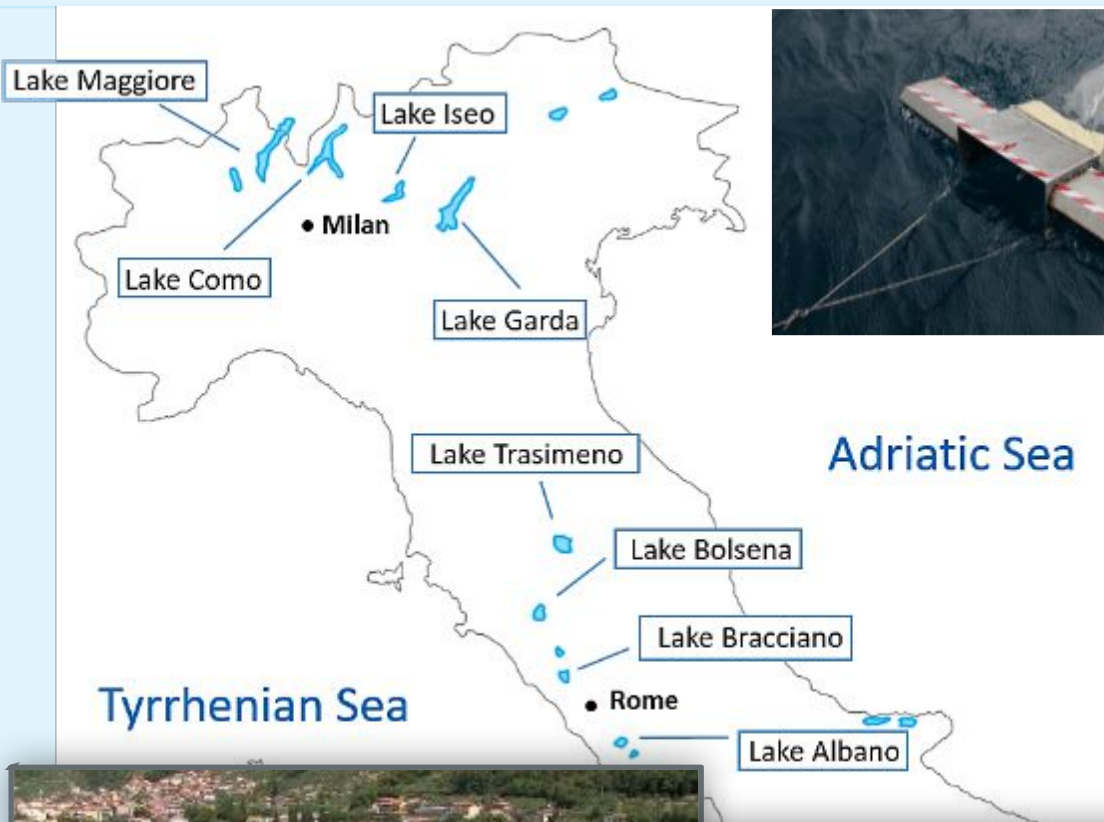 Lake Maggiore
Lake Iseo
Milan
Lake Como
Lake Garda
Lake Trasimeno
Adriatic Sea
Lake Bolsena
Lake Bracciano
Tyrrhenian Sea
Rome
Lake Albano